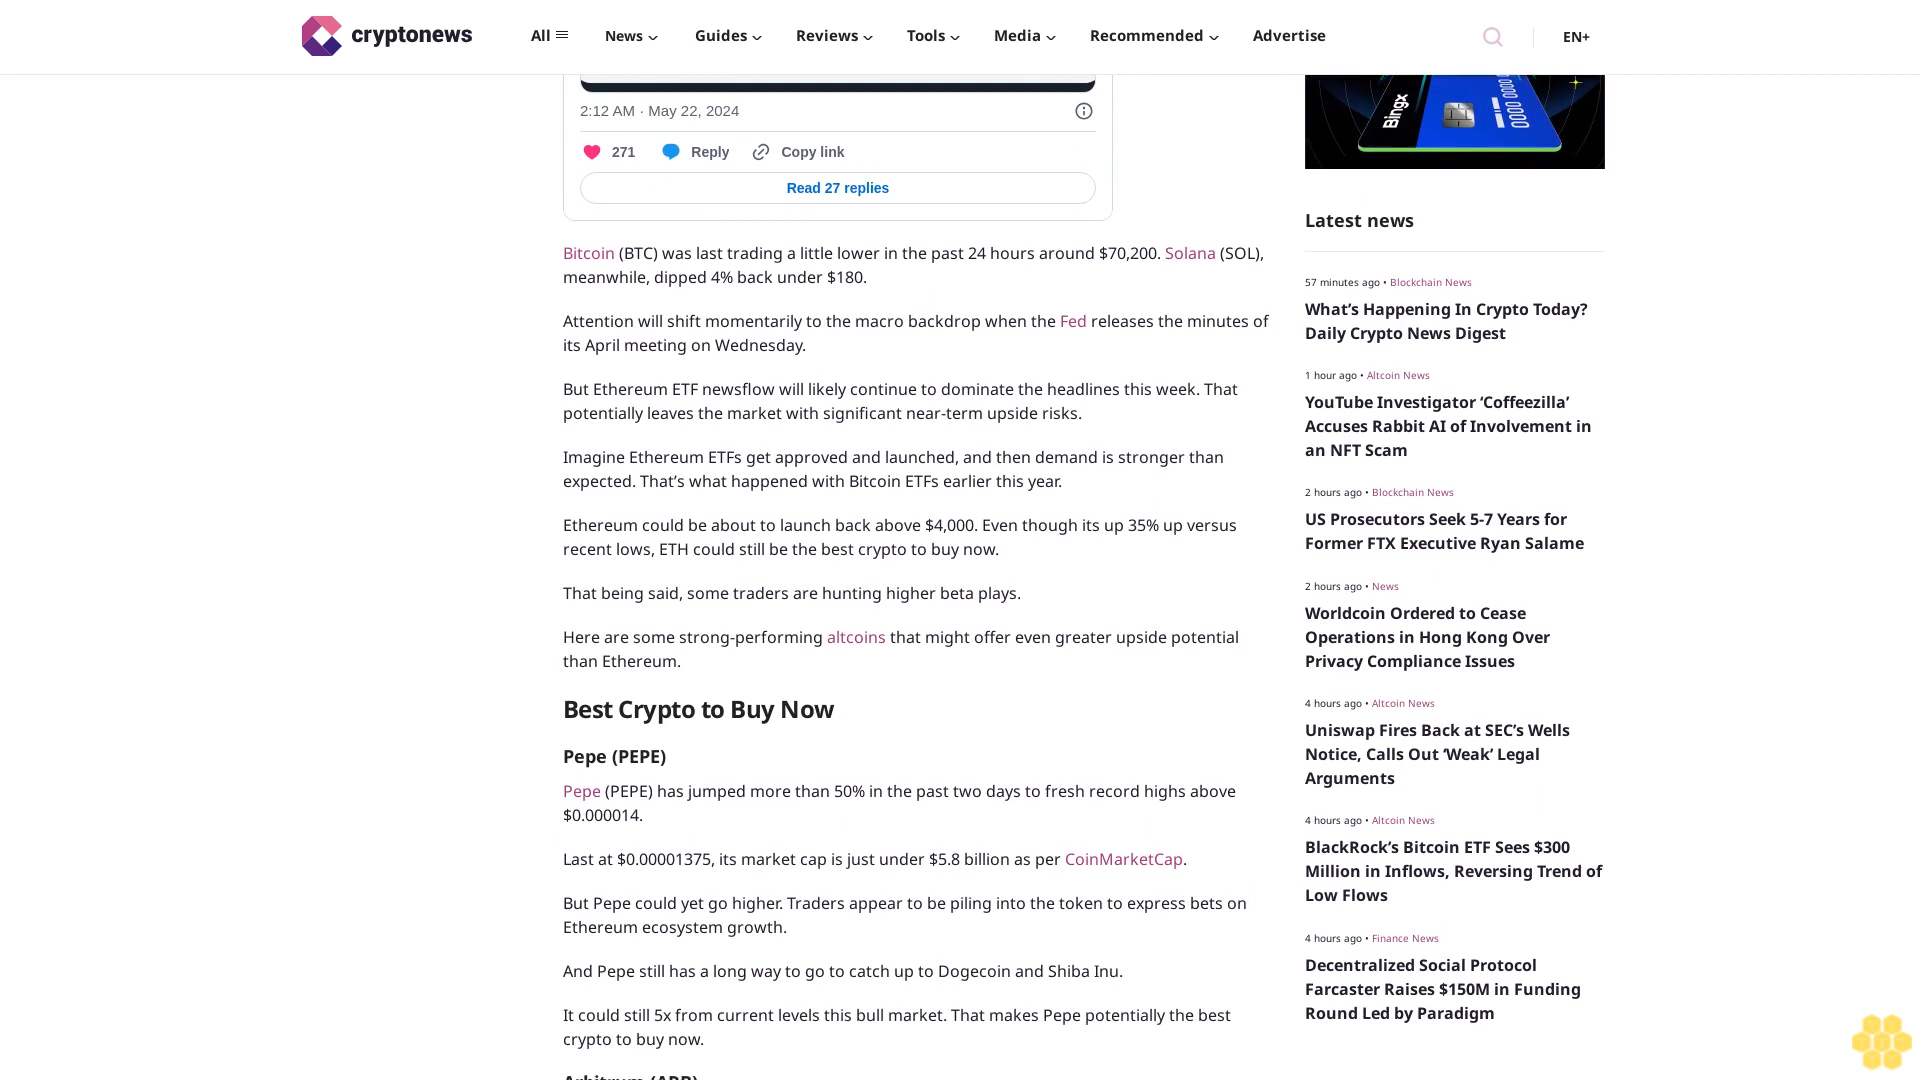 cryptonews
All
News
Guides
Reviews
Tools
Media
Recommended
Advertise
EN+
2:12 AM · May 22, 2024
271
Reply
Copy link
Read 27 replies
Bitcoin (BTC) was last trading a little lower in the past 24 hours around $70,200. Solana (SOL),
meanwhile, dipped 4% back under $180.
Attention will shift momentarily to the macro backdrop when the Fed releases the minutes of
its April meeting on Wednesday.
But Ethereum ETF newsflow will likely continue to dominate the headlines this week. That
potentially leaves the market with significant near-term upside risks.
Imagine Ethereum ETFs get approved and launched, and then demand is stronger than
expected. That’s what happened with Bitcoin ETFs earlier this year.
Ethereum could be about to launch back above $4,000. Even though its up 35% up versus
recent lows, ETH could still be the best crypto to buy now.
That being said, some traders are hunting higher beta plays.
Here are some strong-performing altcoins that might offer even greater upside potential
than Ethereum.
Best Crypto to Buy Now
Pepe (PEPE)
Pepe (PEPE) has jumped more than 50% in the past two days to fresh record highs above
$0.000014.
Last at $0.00001375, its market cap is just under $5.8 billion as per CoinMarketCap.
But Pepe could yet go higher. Traders appear to be piling into the token to express bets on
Ethereum ecosystem growth.
And Pepe still has a long way to go to catch up to Dogecoin and Shiba Inu.
It could still 5x from current levels this bull market. That makes Pepe potentially the best
crypto to buy now.
Arbitrum (ARB)
Bingx
Latest news
57 minutes ago • Blockchain News
What’s Happening In Crypto Today?
Daily Crypto News Digest
1 hour ago • Altcoin News
YouTube Investigator ‘Coffeezilla’
Accuses Rabbit AI of Involvement in
an NFT Scam
2 hours ago • Blockchain News
US Prosecutors Seek 5-7 Years for
Former FTX Executive Ryan Salame
2 hours ago • News
Worldcoin Ordered to Cease
Operations in Hong Kong Over
Privacy Compliance Issues
4 hours ago • Altcoin News
Uniswap Fires Back at SEC’s Wells
Notice, Calls Out ‘Weak’ Legal
Arguments
4 hours ago • Altcoin News
BlackRock’s Bitcoin ETF Sees $300
Million in Inflows, Reversing Trend of
Low Flows
4 hours ago • Finance News
Decentralized Social Protocol
Farcaster Raises $150M in Funding
Round Led by Paradigm